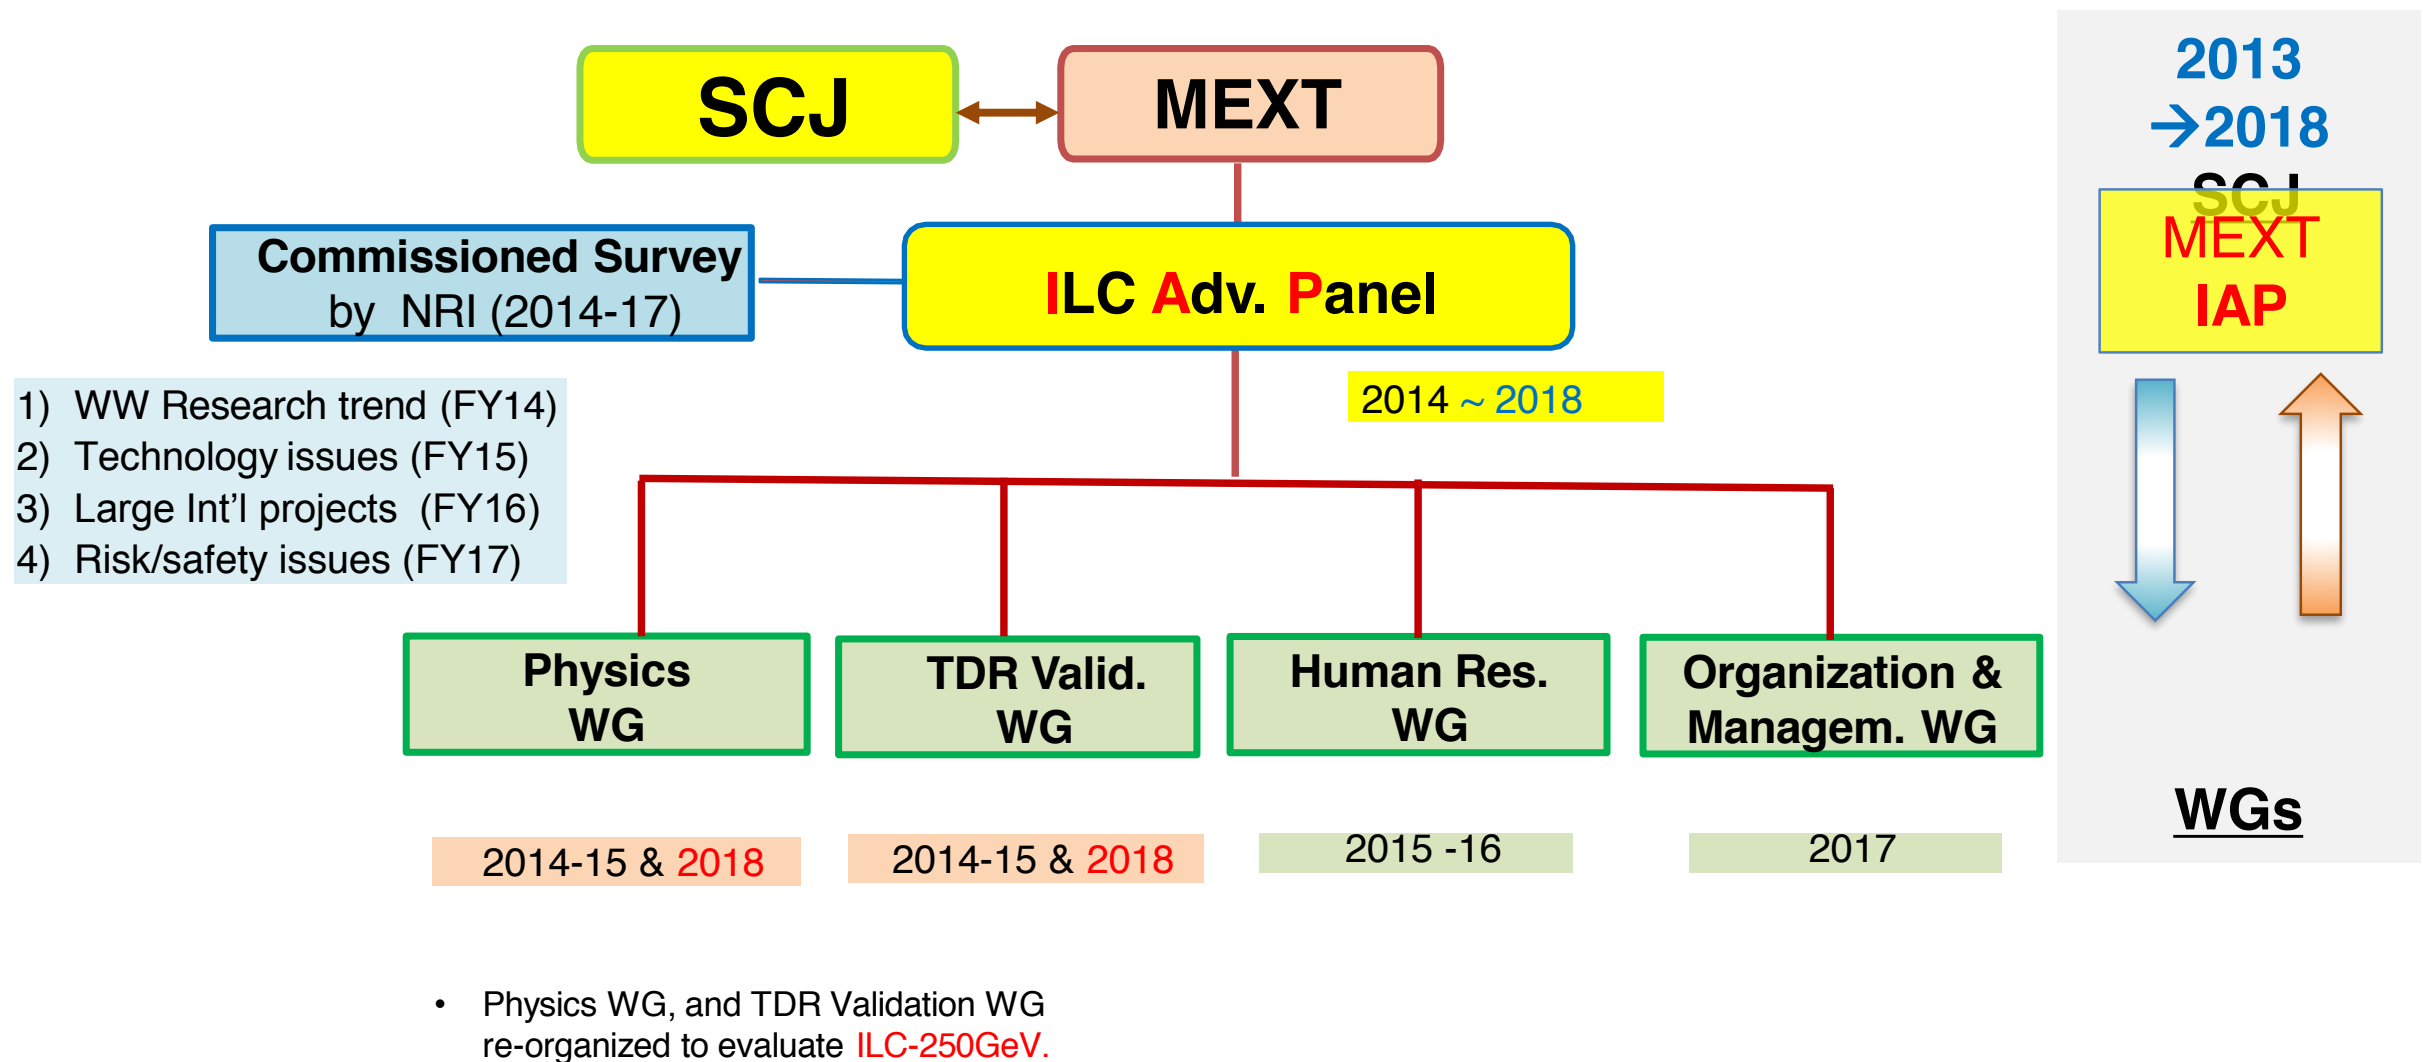 SCJ
MEXT
2013
→2018
SCJ
MEXT
IAP
Commissioned Survey
by NRI (2014-17)
ILC Adv. Panel
1) WW Research trend (FY14)
2) Technology issues (FY15)
3) Large Int'l projects (FY16)
4) Risk/safety issues (FY17)
2014 ~ 2018
Physics
WG
TDR Valid.
WG
Human Res.
WG
Organization &
Managem. WG
WGs
2014-15 & 2018
2014-15 & 2018
2015 -16
2017
• Physics WG, and TDR Validation WG
re-organized to evaluate ILC-250GeV.